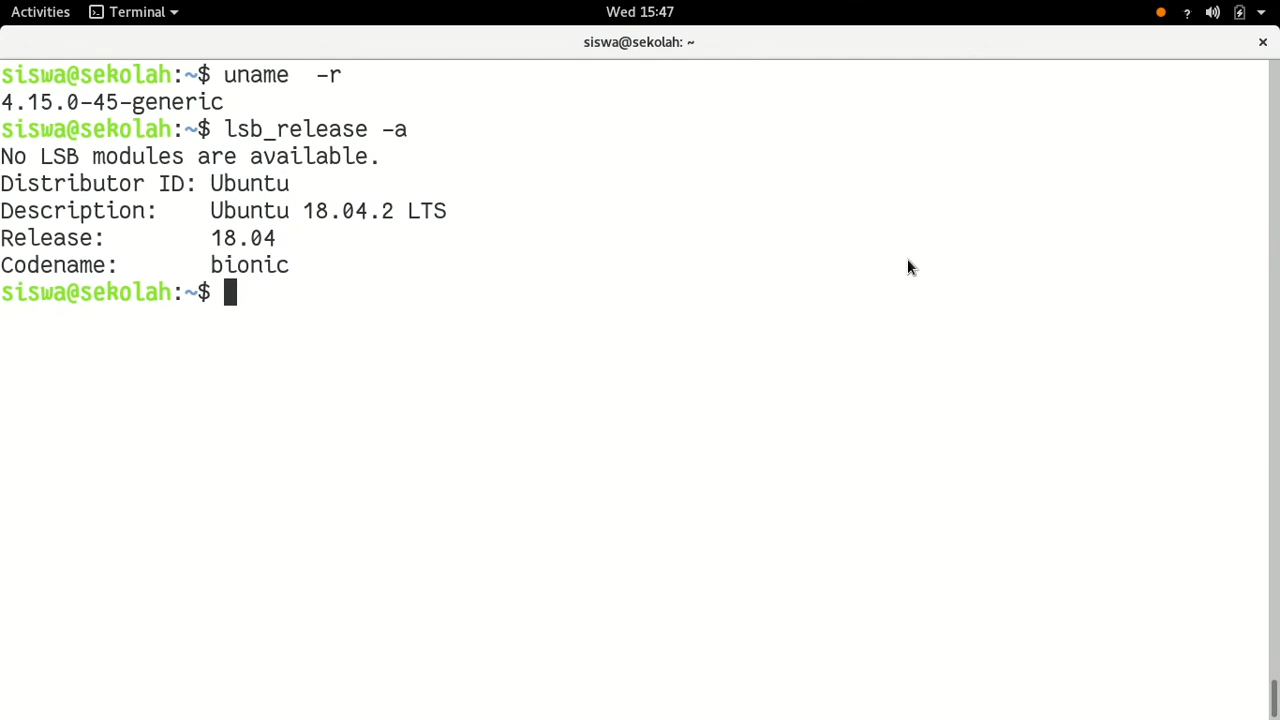 Activities Terminal Wed 15:47 ?
siswa@sekolah: ~ ×
siswa@sekolah:~$ uname  -r
4.15.0-45-generic
siswa@sekolah:~$ lsb_release -a
No LSB modules are available.
Distributor ID: Ubuntu
Description:    Ubuntu 18.04.2 LTS
Release:        18.04
Codename:       bionic
siswa@sekolah:~$